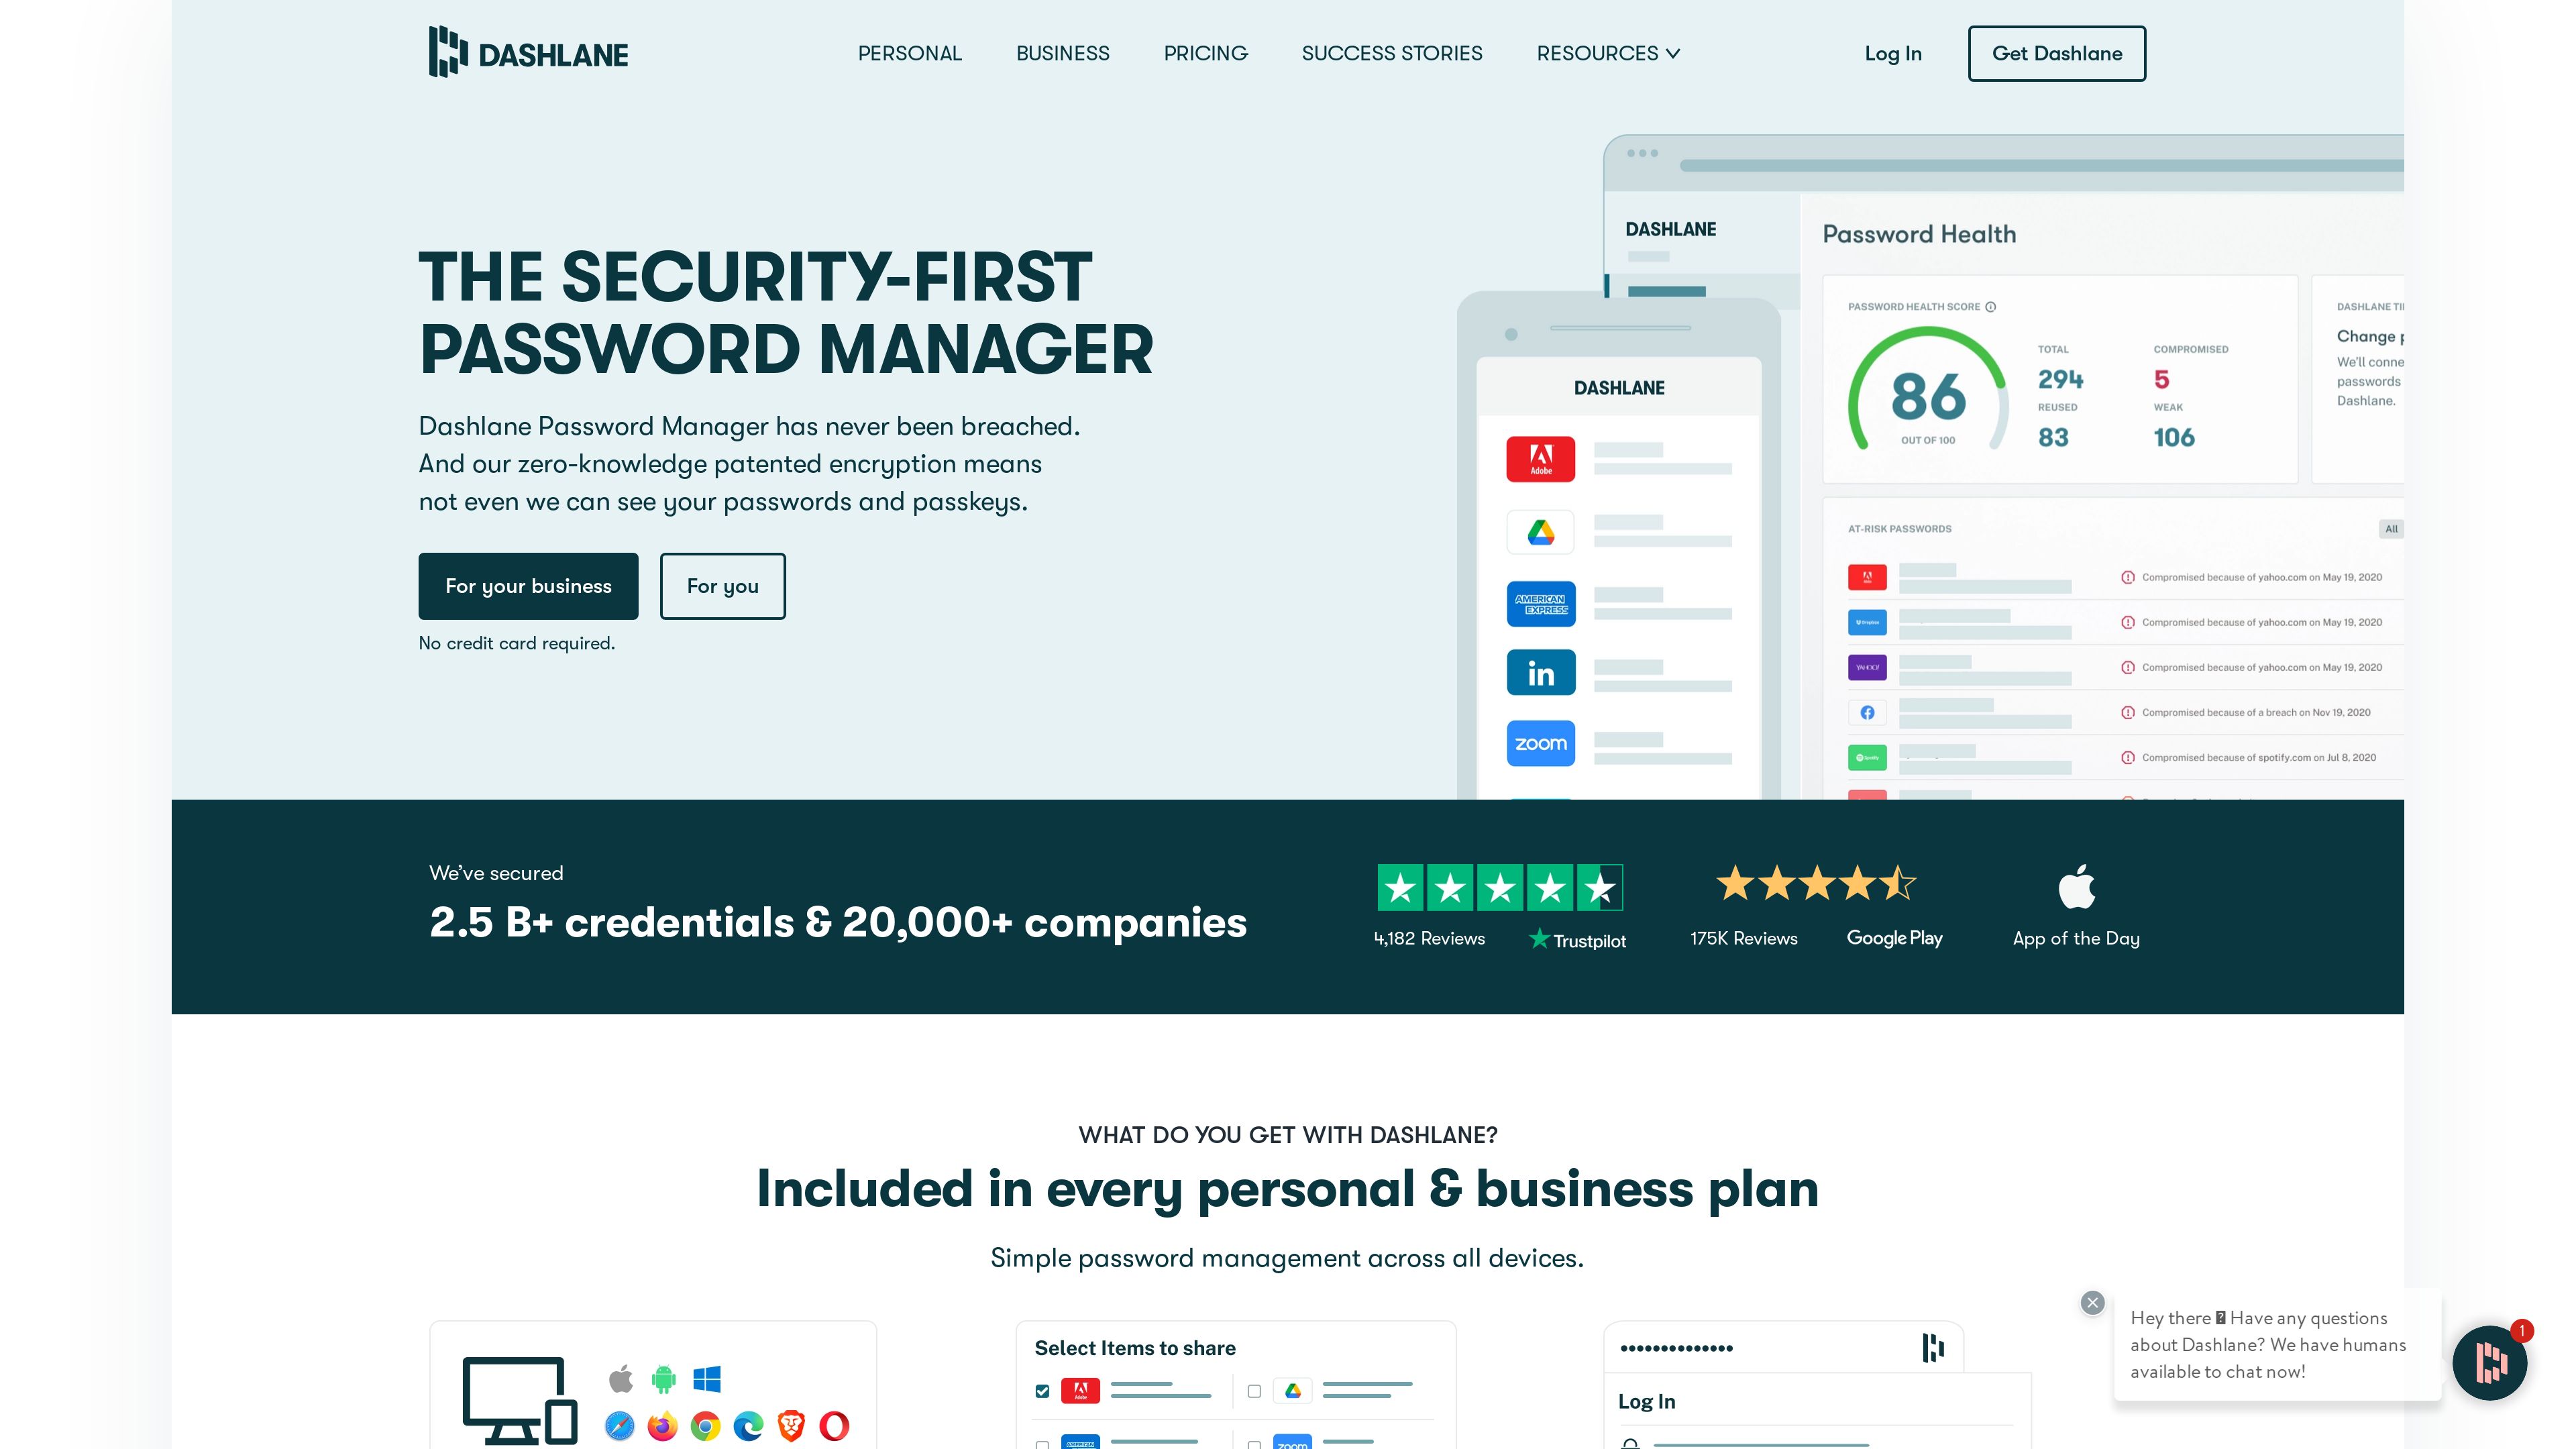 DASHLANE
PERSONAL
BUSINESS
PRICING
SUCCESS STORIES
RESOURCES
Log In
Get Dashlane
THE SECURITY-FIRST
PASSWORD MANAGER
Dashlane Password Manager has never been breached.
And our zero-knowledge patented encryption means
not even we can see your passwords and passkeys.
For your business
For you
No credit card required.
DASHLANE
Password Health
PASSWORD HEALTH SCORE
86
OUT OF 100
TOTAL
294
COMPROMISED
5
REUSED
83
WEAK
106
DASHLANE
Change
We'll conne
passwords
Dashlane.
AT-RISK PASSWORDS
All
Compromised because of yahoo.com on May 19, 2020
Compromised because of yahoo.com on May 19, 2020
YAHOO!
Compromised because of yahoo.com on May 19, 2020
Compromised because of a breach on Nov 19, 2020
Spotify
Compromised because of spotify.com on Jul 8, 2020
DASHLANE
Adobe
AMERICAN
EXPRESS
in
zoom
We've secured
2.5 B+ credentials & 20,000+ companies
4,182 Reviews
Trustpilot
175K Reviews
Google Play
App of the Day
WHAT DO YOU GET WITH DASHLANE?
Included in every personal & business plan
Simple password management across all devices.
Select Items to share
Adobe
AMERICAN
zoom
Log In
Hey there Have any questions
about Dashlane? We have humans
available to chat now!
1